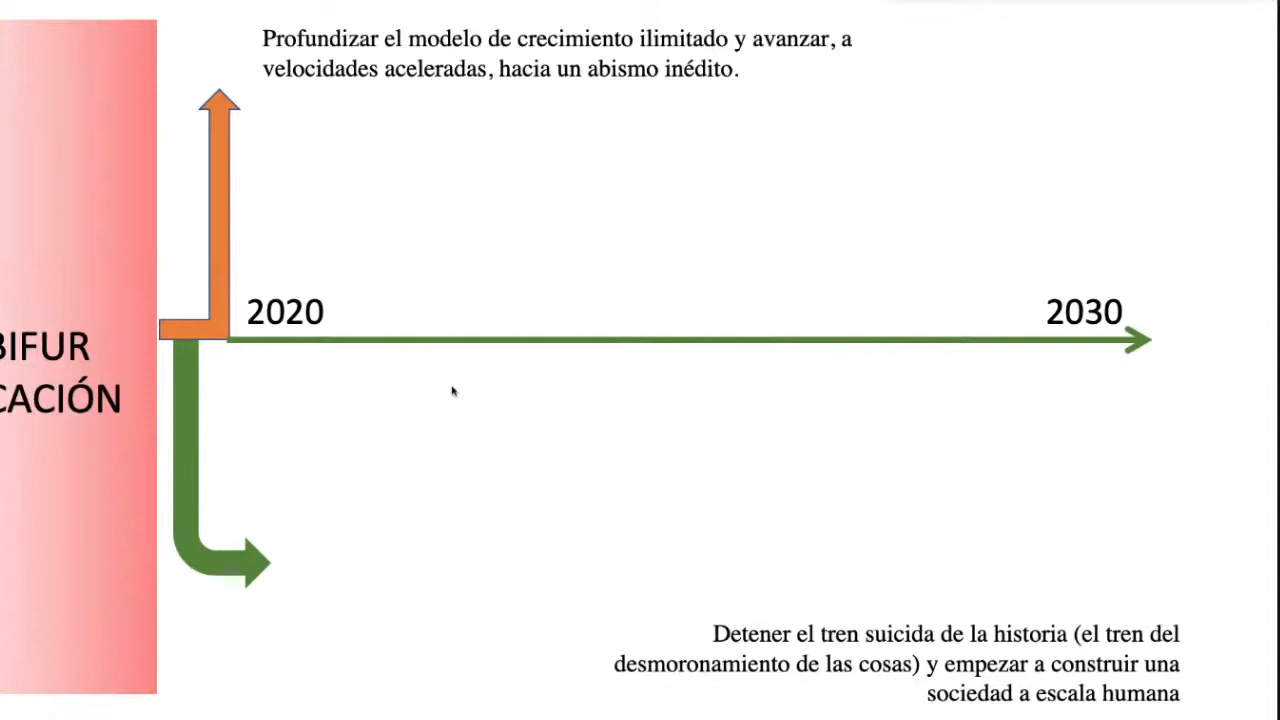 Profundizar el modelo de crecimiento ilimitado y avanzar, a
velocidades aceleradas, hacia un abismo inédito.
2020
2030
BIFUR
CACIÓN
Detener el tren suicida de la historia (el tren del
desmoronamiento de las cosas) y empezar a construir una
sociedad a escala humana